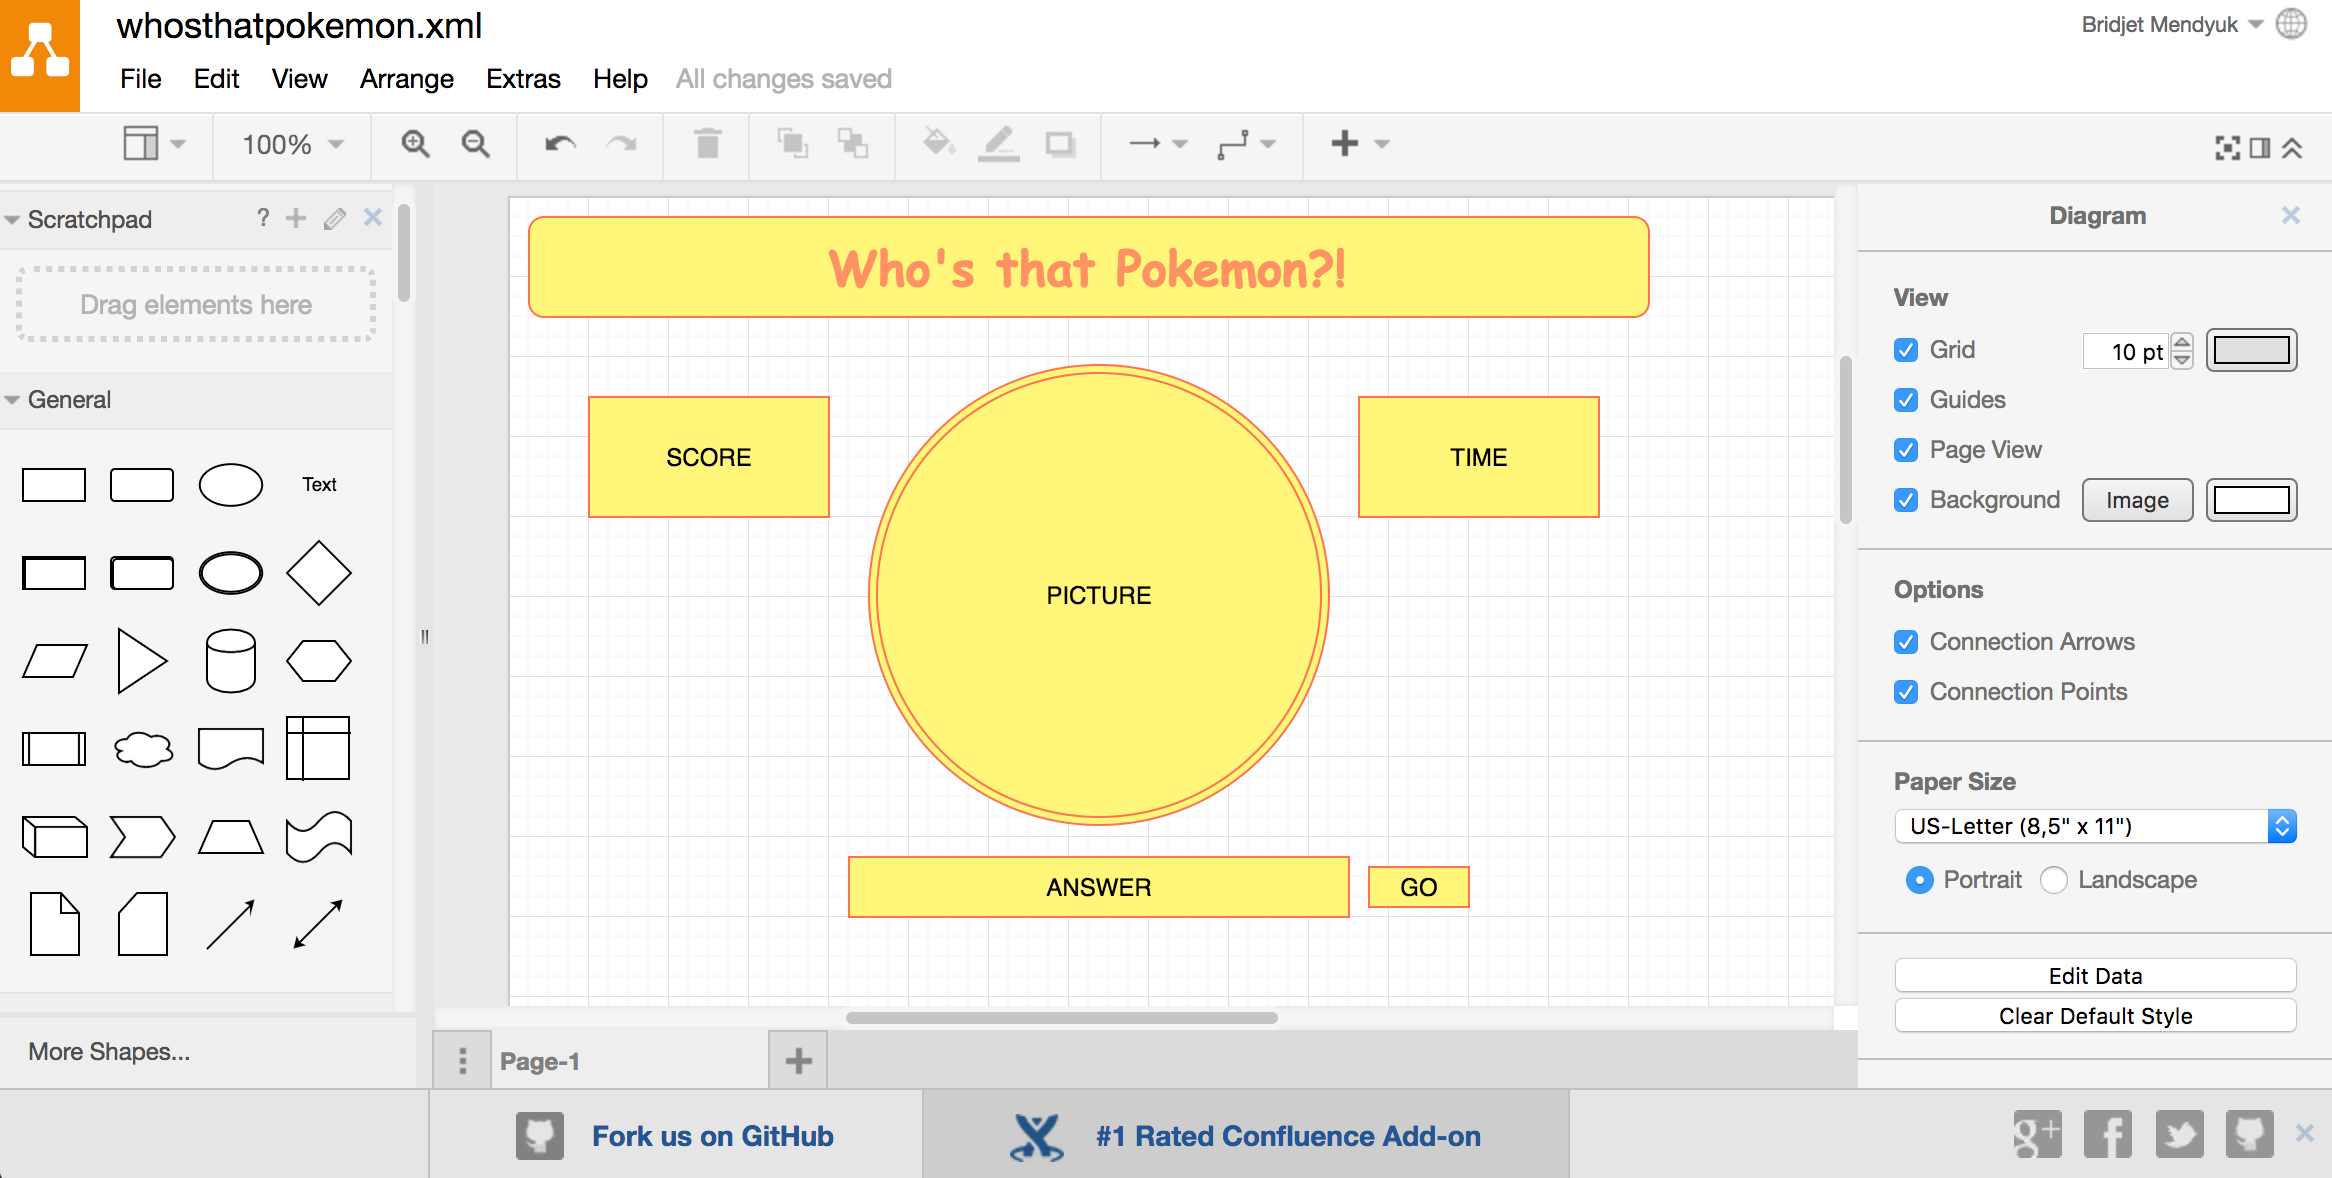 whosthatpokemon.xml
Bridjet Mendyuk
File Edit View Arrange Extras Help All changes saved
100%
Scratchpad ?
Drag elements here
General
Text
More Shapes...
Who's that Pokemon?!
SCORE
TIME
PICTURE
ANSWER
GO
Page-1
Diagram
View
Grid 10 pt
Guides
Page View
Background Image
Options
Connection Arrows
Connection Points
Paper Size
US-Letter (8,5" x 11")
Portrait Landscape
Edit Data
Clear Default Style
Fork us on GitHub
#1 Rated Confluence Add-on
g+ f